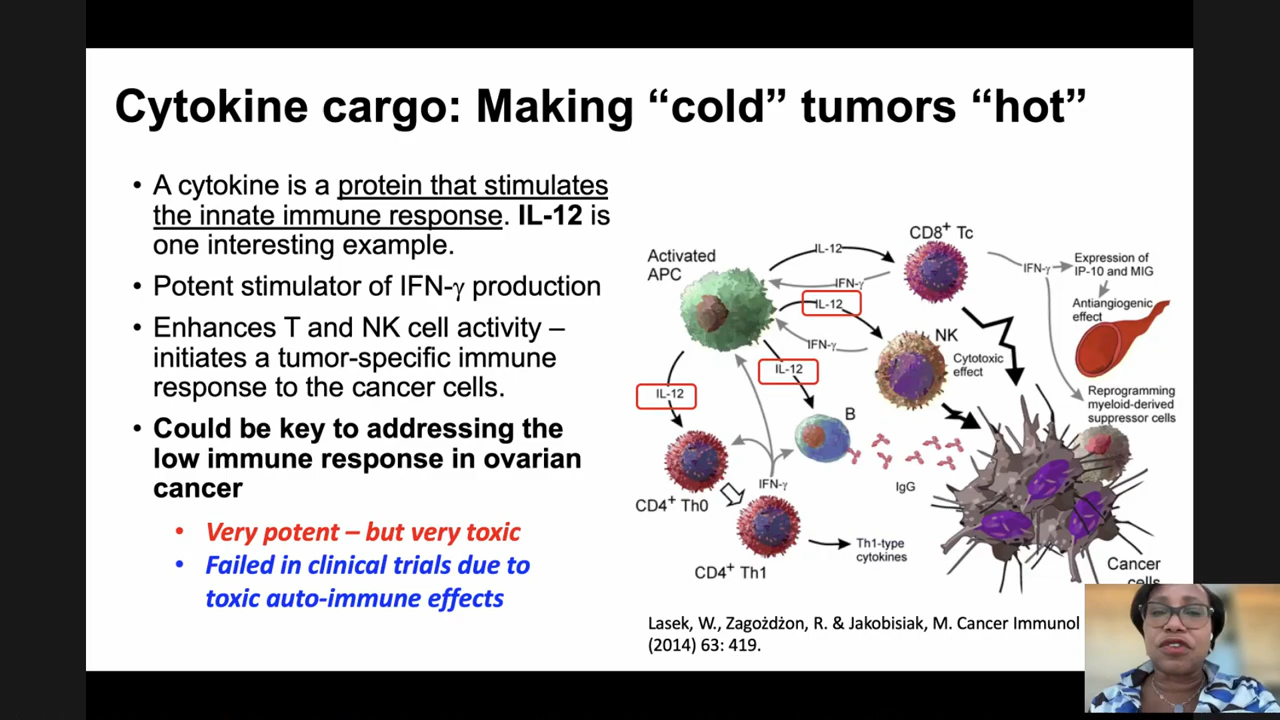 Cytokine cargo: Making “cold” tumors “hot”
• A cytokine is a protein that stimulates
the innate immune response. IL-12 is
one interesting example.
• Potent stimulator of IFN-γ production
• Enhances T and NK cell activity –
initiates a tumor-specific immune
response to the cancer cells.
• Could be key to addressing the
low immune response in ovarian
cancer
• Very potent – but very toxic
• Failed in clinical trials due to
toxic auto-immune effects
Activated
APC
IL-12
IFN-γ
CD8+ Tc
IFN-γ
Expression of
IP-10 and MIG
Antiangiogenic
effect
IL-12
IFN-γ
NK
Cytotoxic
effect
IL-12
IL-12
B
Reprogramming
myeloid-derived
suppressor cells
IgG
IFN-γ
CD4+ Th0
CD4+ Th1
Th1-type
cytokines
Cancer
cells
Lasek, W., Zagożdżon, R. & Jakobisiak, M. Cancer Immunol
(2014) 63: 419.